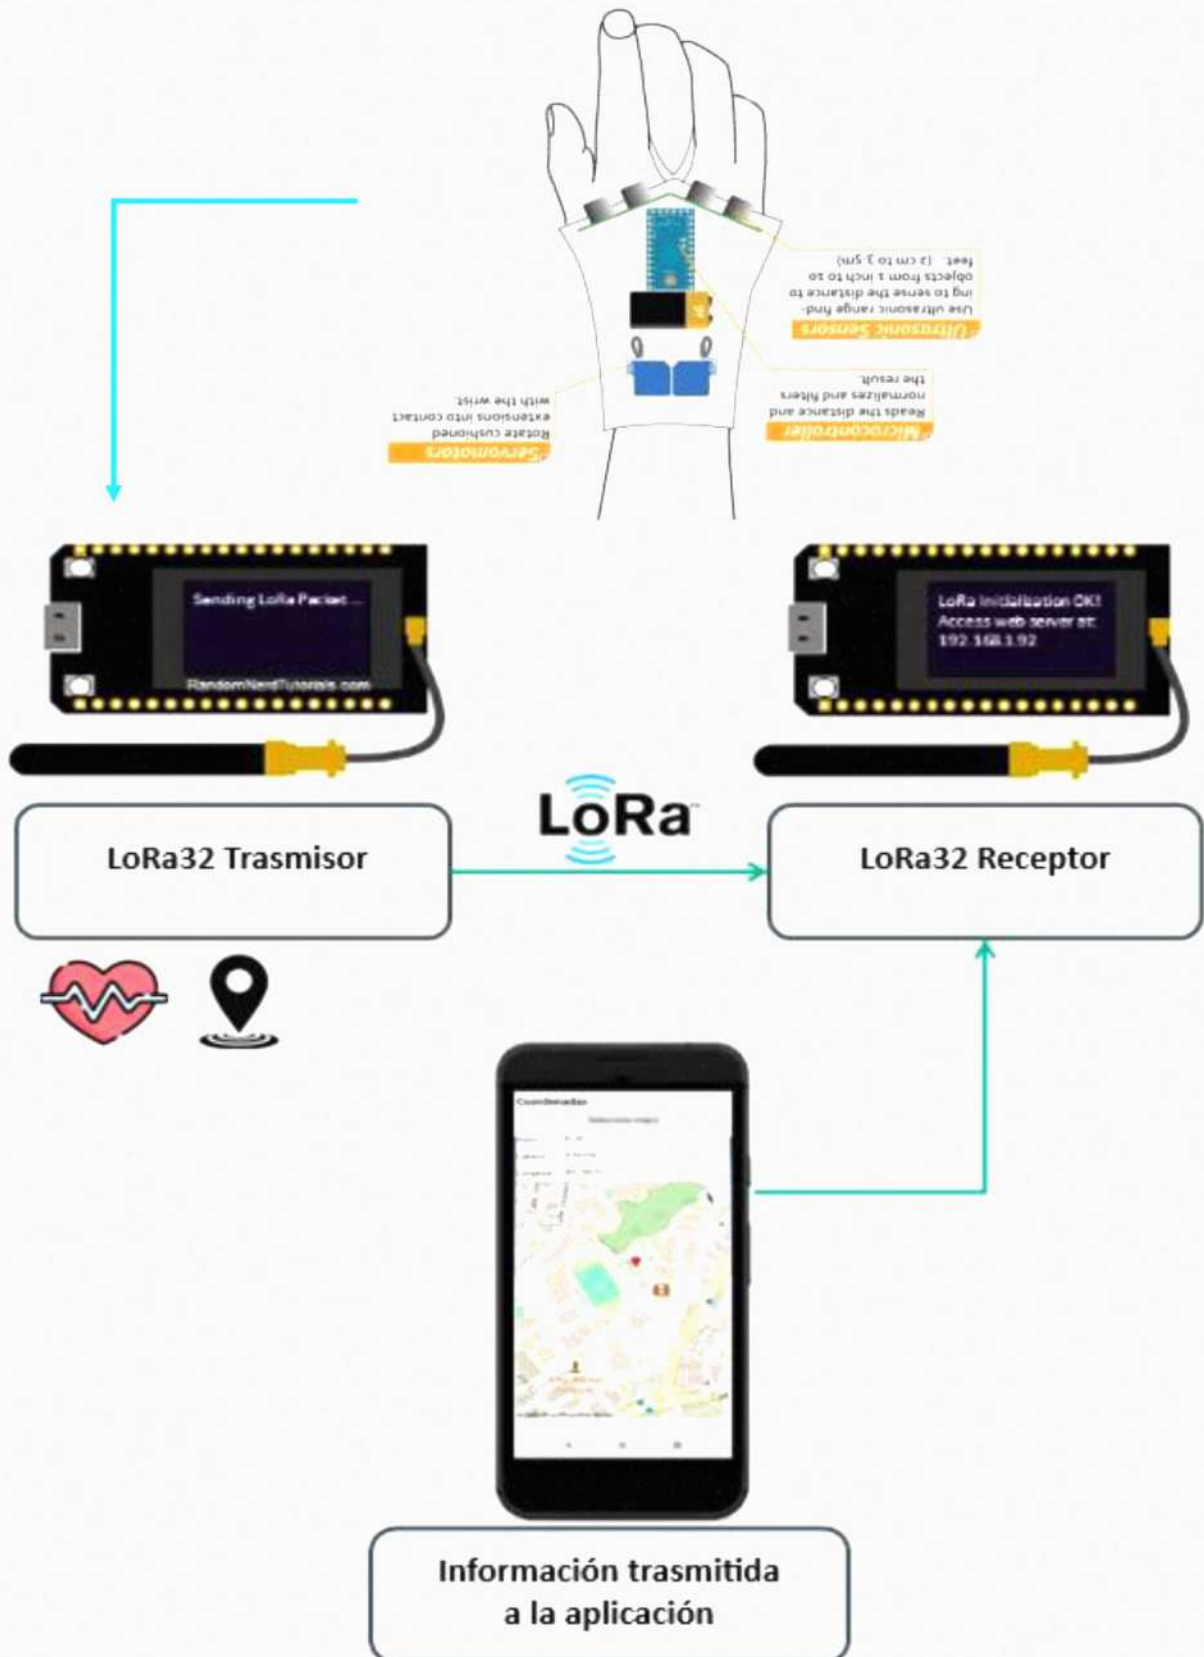 Ultrasonic Sensors
Use ultrasonic range find-
ing to sense the distance to
objects from 1 inch to 10
feet. (2 cm to 3 ym)
Microcontroller
Reads the distance and
normalizes and filters
the result.
Servomotors
Rotate cushioned
extensions into contact
with the wrist.
Sending LoRa Packet ...
RandomNerdTutorials.com
LoRa Initialization OK!
Access web server at:
192.168.1.92
LoRa
LoRa32 Trasmisor
LoRa32 Receptor
Información trasmitida
a la aplicación